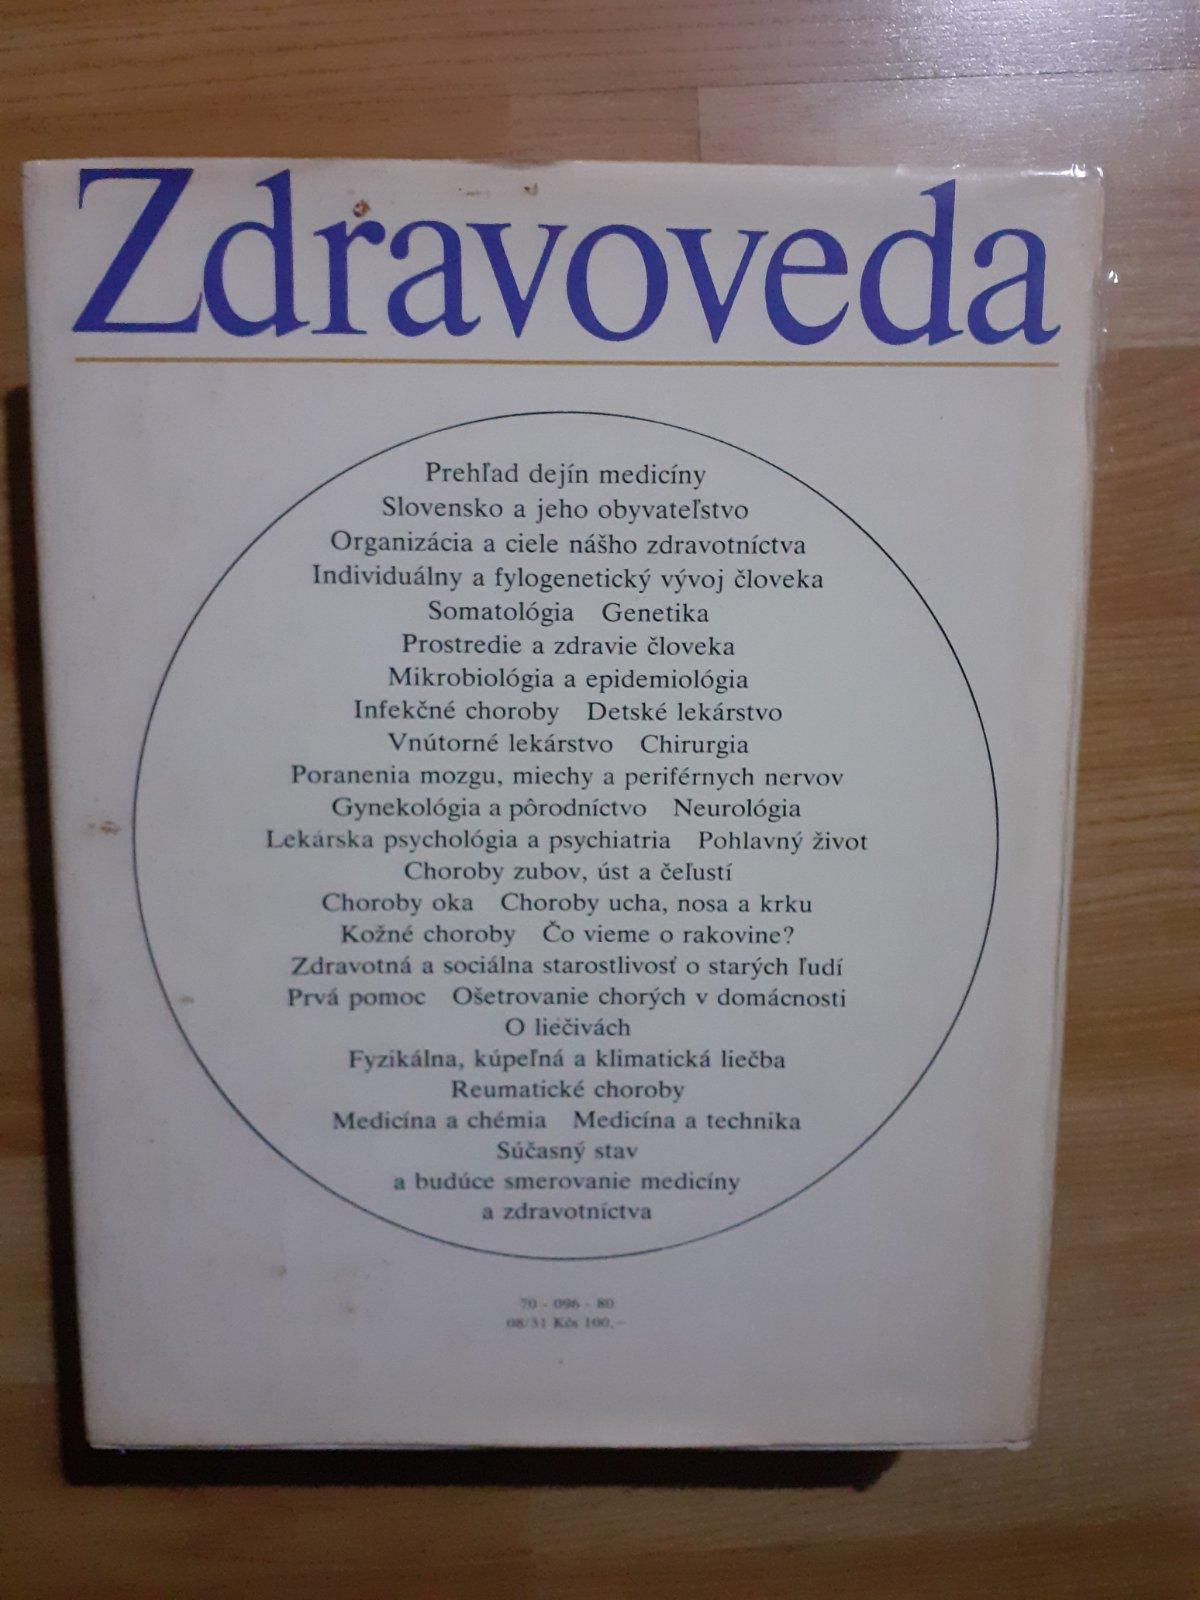 Zdravoveda
Prehľad dejín medicíny
Slovensko a jeho obyvateľstvo
Organizácia a ciele nášho zdravotníctva
Individuálny a fylogenetický vývoj človeka
Somatológia Genetika
Prostredie a zdravie človeka
Mikrobiológia a epidemiológia
Infekčné choroby Detské lekárstvo
Vnútorné lekárstvo Chirurgia
Poranenia mozgu, miechy a periférnych nervov
Gynekológia a pôrodníctvo Neurológia
Lekárska psychológia a psychiatria Pohlavný život
Choroby zubov, úst a čeľustí
Choroby oka Choroby ucha, nosa a krku
Kožné choroby Čo vieme o rakovine?
Zdravotná a sociálna starostlivosť o starých ľudí
Prvá pomoc Ošetrovanie chorých v domácnosti
O liečivách
Fyzikálna, kúpeľná a klimatická liečba
Reumatické choroby
Medicína a chémia Medicína a technika
Súčasný stav
a budúce smerovanie medicíny
a zdravotníctva
70 - 096 - 80
08/31 Kčs 100,–